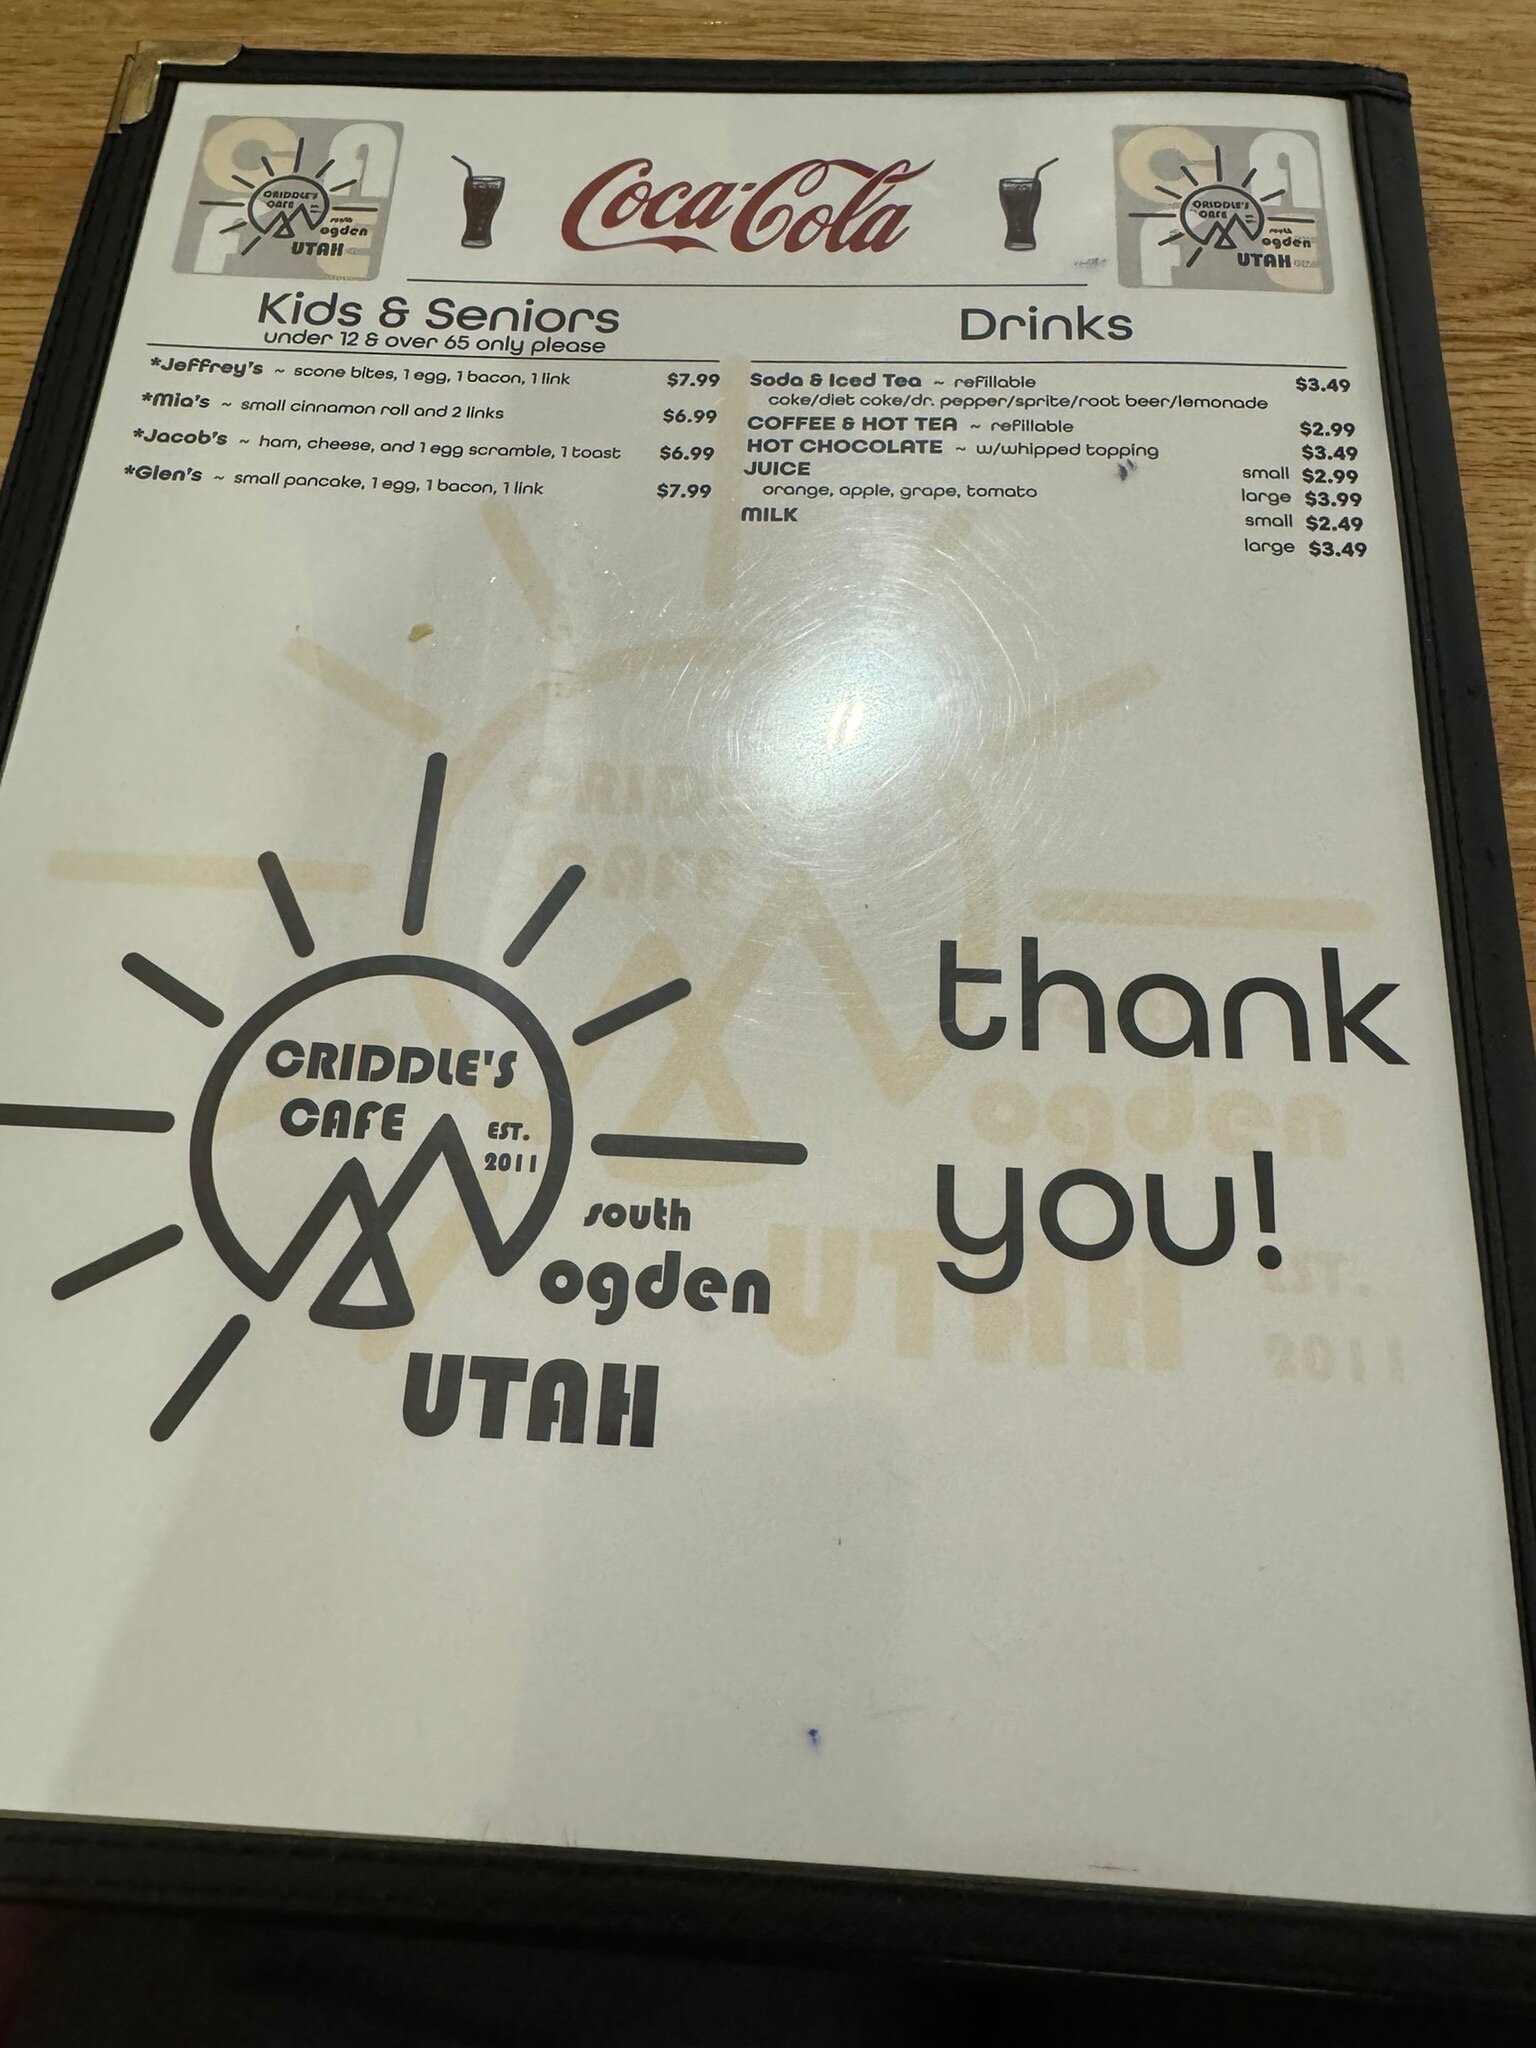 CRIDDLE'S
CAFE
south
ogden
UTAH
Coca-Cola
CRIDDLE'S
CAFE
south
ogden
UTAH
Kids & Seniors
under 12 & over 65 only please
*Jeffrey's ~ scone bites, 1 egg, 1 bacon, 1 link $7.99
*Mia's ~ small cinnamon roll and 2 links $6.99
*Jacob's ~ ham, cheese, and 1 egg scramble, 1 toast $6.99
*Glen's ~ small pancake, 1 egg, 1 bacon, 1 link $7.99
Drinks
Soda & Iced Tea ~ refillable $3.49
coke/diet coke/dr. pepper/sprite/root beer/lemonade
COFFEE & HOT TEA ~ refillable $2.99
HOT CHOCOLATE ~ w/whipped topping $3.49
JUICE small $2.99
orange, apple, grape, tomato large $3.99
MILK small $2.49
large $3.49
CRIDDLE'S
CAFE
EST.
2011
south
ogden
UTAH
thank
you!
ogden
UTAH